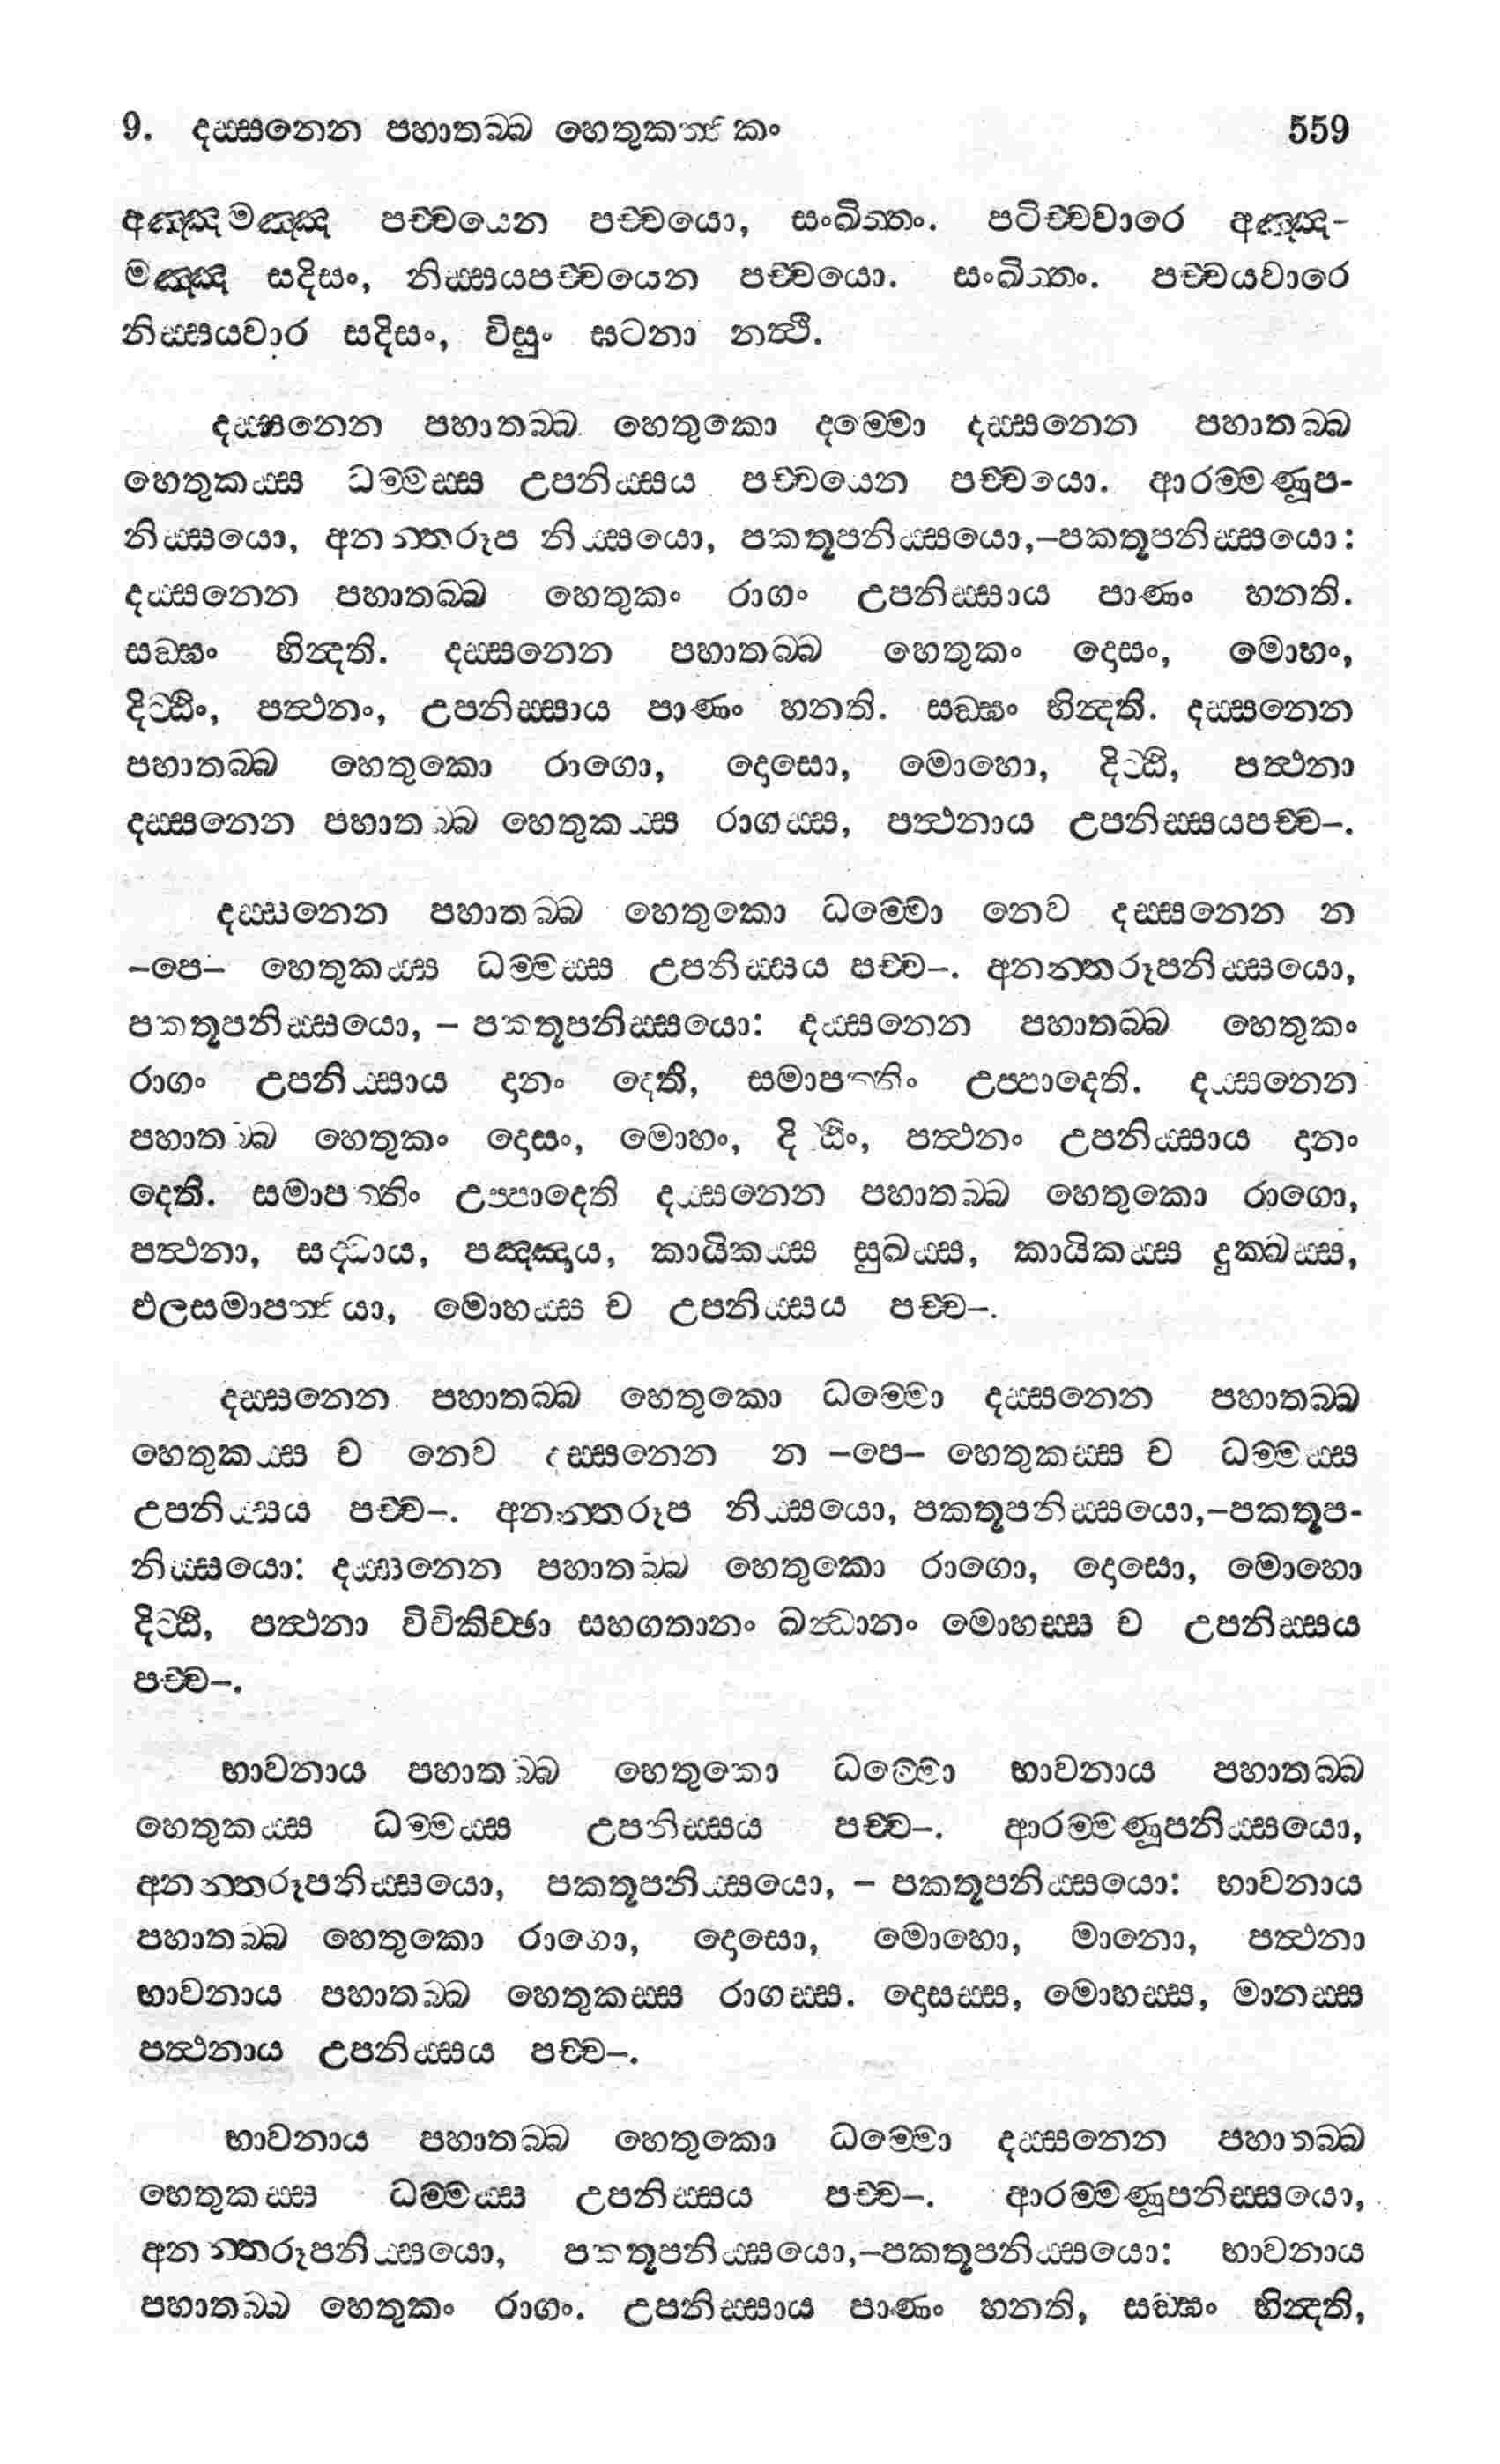 9. දස්සනෙන පහාතබ්බ හෙතුකත්තිකං 559
අඤ්ඤමඤ්ඤ පච්චයෙන පච්චයො, සංඛිත්තං. පටිච්චවාරෙ අඤ්ඤ-
මඤ්ඤ සදිසං, නිස්සයපච්චයෙන පච්චයො. සංඛිත්තං. පච්චයවාරෙ
නිස්සයවාර සදිසං, විසුං ඝටනා නත්ථි.
දස්සනෙන පහාතබ්බ හෙතුකො දම්මො දස්සනෙන පහාතබ්බ
හෙතුකස්ස ධම්මස්ස උපනිස්සය පච්චයෙන පච්චයො. ආරම්මණූප-
නිස්සයො, අනන්තරූප නිස්සයො, පකතූපනිස්සයො,–පකතූපනිස්සයො:
දස්සනෙන පහාතබ්බ හෙතුකං රාගං උපනිස්සාය පාණං හනති.
සඞ්ඝං භින්දති. දස්සනෙන පහාතබ්බ හෙතුකං දොසං, මොහං,
දිට්ඨිං, පත්ථනං, උපනිස්සාය පාණං හනති. සඞ්ඝං භින්දති. දස්සනෙන
පහාතබ්බ හෙතුකො රාගො, දොසො, මොහො, දිට්ඨි, පත්ථනා
දස්සනෙන පහාතබ්බ හෙතුකස්ස රාගස්ස, පත්ථනාය උපනිස්සයපච්ච–.
දස්සනෙන පහාතබ්බ හෙතුකො ධම්මො නෙව දස්සනෙන න
–පෙ– හෙතුකස්ස ධම්මස්ස උපනිස්සය පච්ච–. අනන්තරූපනිස්සයො,
පකතූපනිස්සයො, – පකතූපනිස්සයො: දස්සනෙන පහාතබ්බ හෙතුකං
රාගං උපනිස්සාය දානං දෙති, සමාපත්තිං උප්පාදෙති. දස්සනෙන
පහාතබ්බ හෙතුකං දොසං, මොහං, දිට්ඨිං, පත්ථනං උපනිස්සාය දානං
දෙති. සමාපත්තිං උප්පාදෙති දස්සනෙන පහාතබ්බ හෙතුකො රාගො,
පත්ථනා, සද්ධාය, පඤ්ඤාය, කායිකස්ස සුඛස්ස, කායිකස්ස දුක්ඛස්ස,
ඵලසමාපත්තියා, මොහස්ස ච උපනිස්සය පච්ච–.
දස්සනෙන පහාතබ්බ හෙතුකො ධම්මො දස්සනෙන පහාතබ්බ
හෙතුකස්ස ච නෙව දස්සනෙන න –පෙ– හෙතුකස්ස ච ධම්මස්ස
උපනිස්සය පච්ච–. අනන්තරූප නිස්සයො, පකතූපනිස්සයො,–පකතූප-
නිස්සයො: දස්සනෙන පහාතබ්බ හෙතුකො රාගො, දොසො, මොහො
දිට්ඨි, පත්ථනා විචිකිච්ඡා සහගතානං ඛන්ධානං මොහස්ස ච උපනිස්සය
පච්ච–.
භාවනාය පහාතබ්බ හෙතුකො ධම්මො භාවනාය පහාතබ්බ
හෙතුකස්ස ධම්මස්ස උපනිස්සය පච්ච–. ආරම්මණූපනිස්සයො,
අනන්තරූපනිස්සයො, පකතූපනිස්සයො, – පකතූපනිස්සයො: භාවනාය
පහාතබ්බ හෙතුකො රාගො, දොසො, මොහො, මානො, පත්ථනා
භාවනාය පහාතබ්බ හෙතුකස්ස රාගස්ස. දොසස්ස, මොහස්ස, මානස්ස
පත්ථනාය උපනිස්සය පච්ච–.
භාවනාය පහාතබ්බ හෙතුකො ධම්මො දස්සනෙන පහාතබ්බ
හෙතුකස්ස ධම්මස්ස උපනිස්සය පච්ච–. ආරම්මණූපනිස්සයො,
අනන්තරූපනිස්සයො, පකතූපනිස්සයො,–පකතූපනිස්සයො: භාවනාය
පහාතබ්බ හෙතුකං රාගං. උපනිස්සාය පාණං හනති, සඞ්ඝං භින්දති,